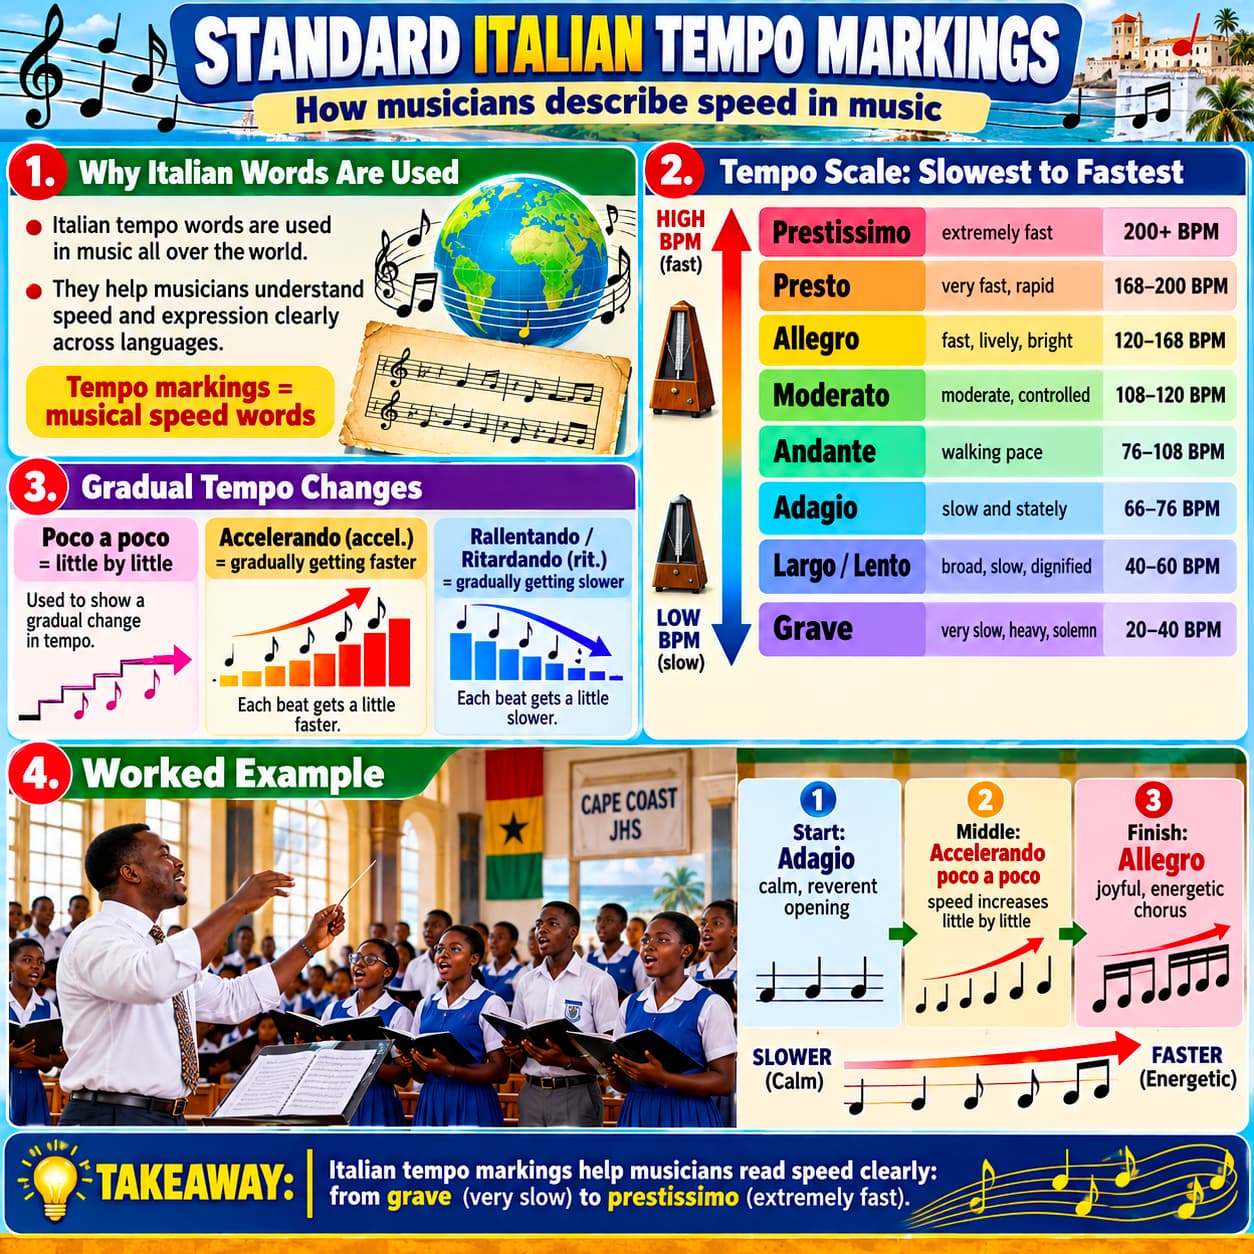 STANDARD ITALIAN TEMPO MARKINGS
How musicians describe speed in music
1. Why Italian Words Are Used
Italian tempo words are used
in music all over the world.
They help musicians understand
speed and expression clearly
across languages.
Tempo markings =
musical speed words
2. Tempo Scale: Slowest to Fastest
HIGH
BPM
(fast)
Prestissimo extremely fast 200+ BPM
Presto very fast, rapid 168–200 BPM
Allegro fast, lively, bright 120–168 BPM
Moderato moderate, controlled 108–120 BPM
Andante walking pace 76–108 BPM
Adagio slow and stately 66–76 BPM
Largo / Lento broad, slow, dignified 40–60 BPM
Grave very slow, heavy, solemn 20–40 BPM
LOW
BPM
(slow)
3. Gradual Tempo Changes
Poco a poco
= little by little
Used to show a
gradual change
in tempo.
Accelerando (accel.)
= gradually getting faster
Each beat gets a little
faster.
Rallentando /
Ritardando (rit.)
= gradually getting slower
Each beat gets a little
slower.
4. Worked Example
CAPE COAST
JHS
1
Start:
Adagio
calm, reverent
opening
2
Middle:
Accelerando
poco a poco
speed increases
little by little
3
Finish:
Allegro
joyful, energetic
chorus
SLOWER
(Calm)
FASTER
(Energetic)
TAKEAWAY:
Italian tempo markings help musicians read speed clearly:
from grave (very slow) to prestissimo (extremely fast).